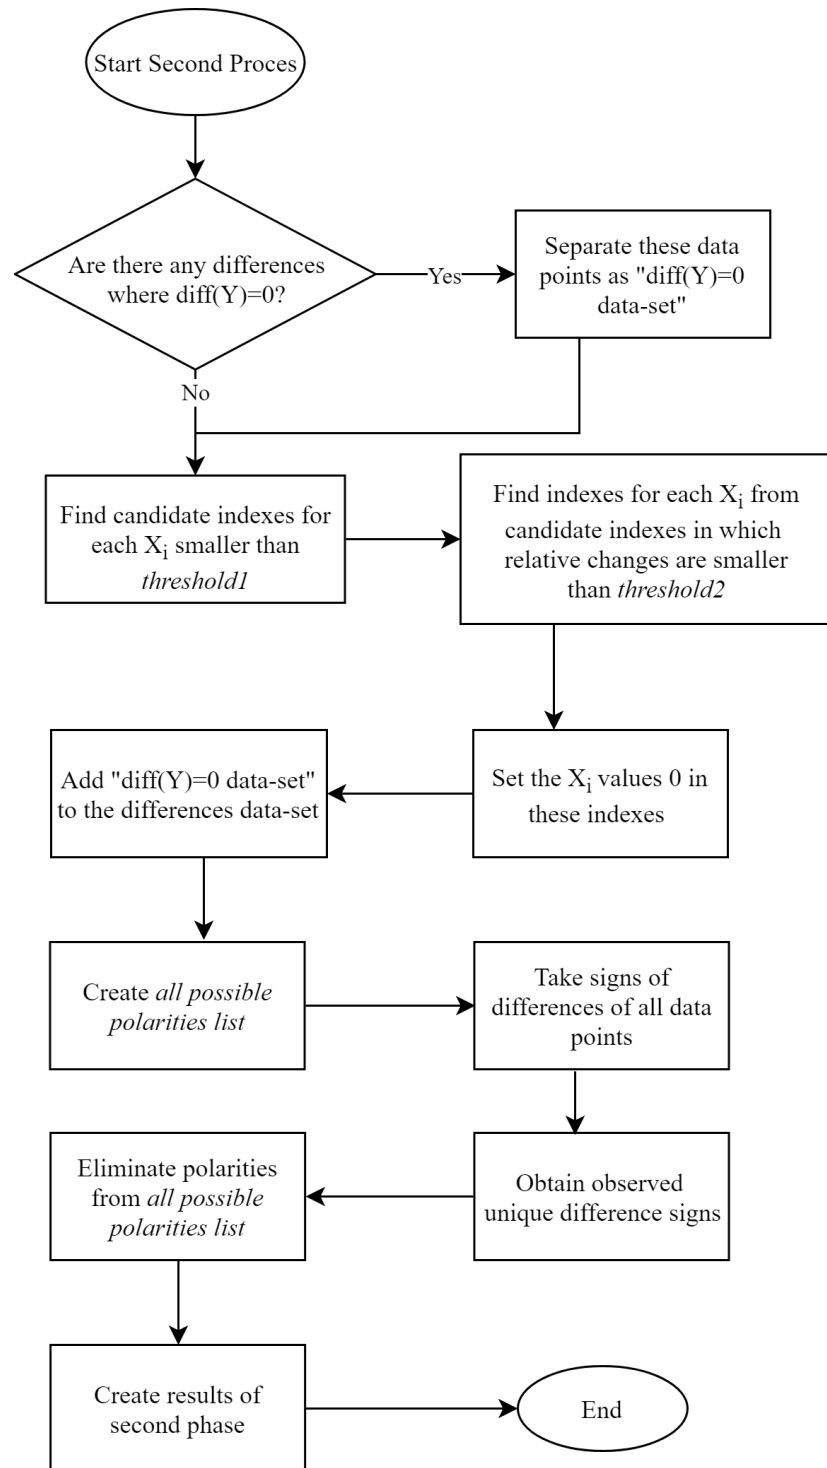 Start Second Proces
Are there any differences
where diff(Y)=0?
Yes
Separate these data
points as "diff(Y)=0
data-set"
No
Find candidate indexes for
each Xi smaller than
threshold1
Find indexes for each Xi from
candidate indexes in which
relative changes are smaller
than threshold2
Set the Xi values 0 in
these indexes
Add "diff(Y)=0 data-set"
to the differences data-set
Create all possible
polarities list
Take signs of
differences of all data
points
Obtain observed
unique difference signs
Eliminate polarities
from all possible
polarities list
Create results of
second phase
End